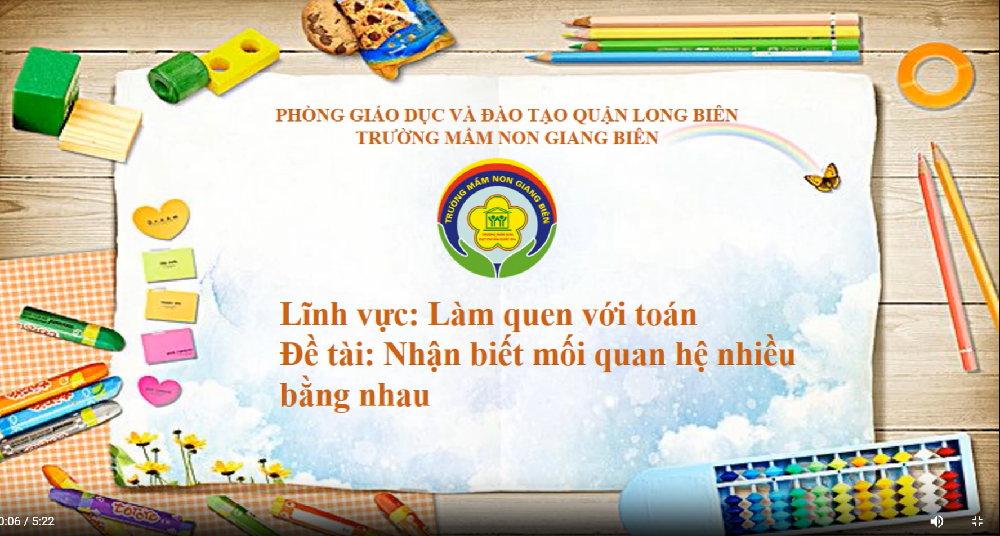 PHÒNG GIÁO DỤC VÀ ĐÀO TẠO QUẬN LONG BIÊN
TRƯỜNG MẦM NON GIANG BIÊN
TRƯỜNG MẦM NON GIANG BIÊN
TRƯỜNG MẦM NON
ĐẠT CHUẨN QUỐC GIA
Dream
Lĩnh vực: Làm quen với toán
Đề tài: Nhận biết mối quan hệ nhiều
bằng nhau
totoro
0:06 / 5:22